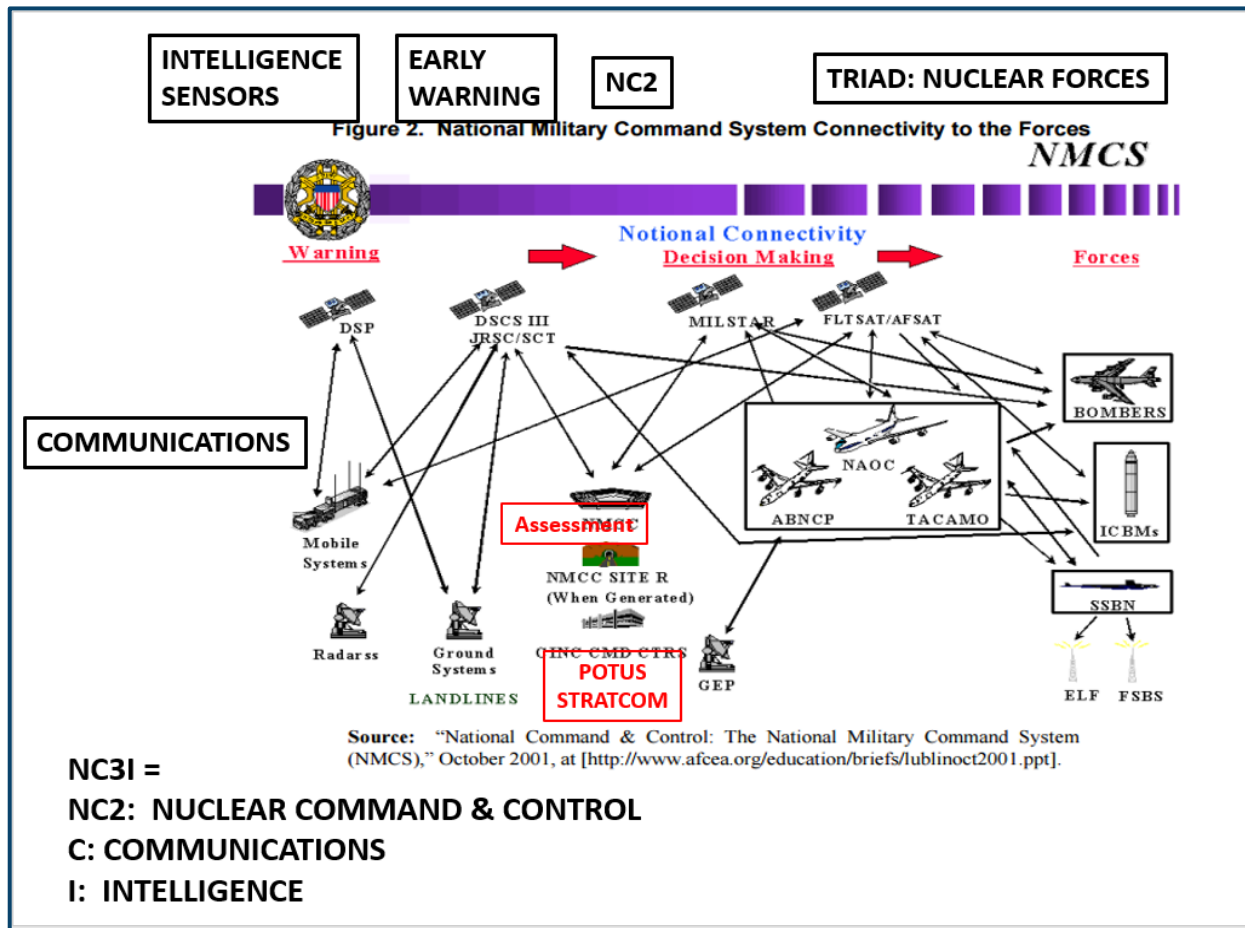 INTELLIGENCE
SENSORS
EARLY
WARNING
NC2
TRIAD: NUCLEAR FORCES
Figure 2. National Military Command System Connectivity to the Forces
NMCS
Notional Connectivity
Warning
Decision Making
Forces
DSP
DSCS III
JRSC/SCT
MILSTAR
FLTSAT/AFSAT
BOMBERS
COMMUNICATIONS
NAOC
ABNCP
TACAMO
ICBMs
Assessment
NMCC
Mobile
Systems
NMCC SITE R
(When Generated)
SSBN
Radarss
Ground
Systems
CINC CMD CTRS
GEP
LANDLINES
POTUS
STRATCOM
ELF
FSBS
Source: “National Command & Control: The National Military Command System
(NMCS),” October 2001, at [http://www.afcea.org/education/briefs/lublinoct2001.ppt].
NC3I =
NC2: NUCLEAR COMMAND & CONTROL
C: COMMUNICATIONS
I: INTELLIGENCE